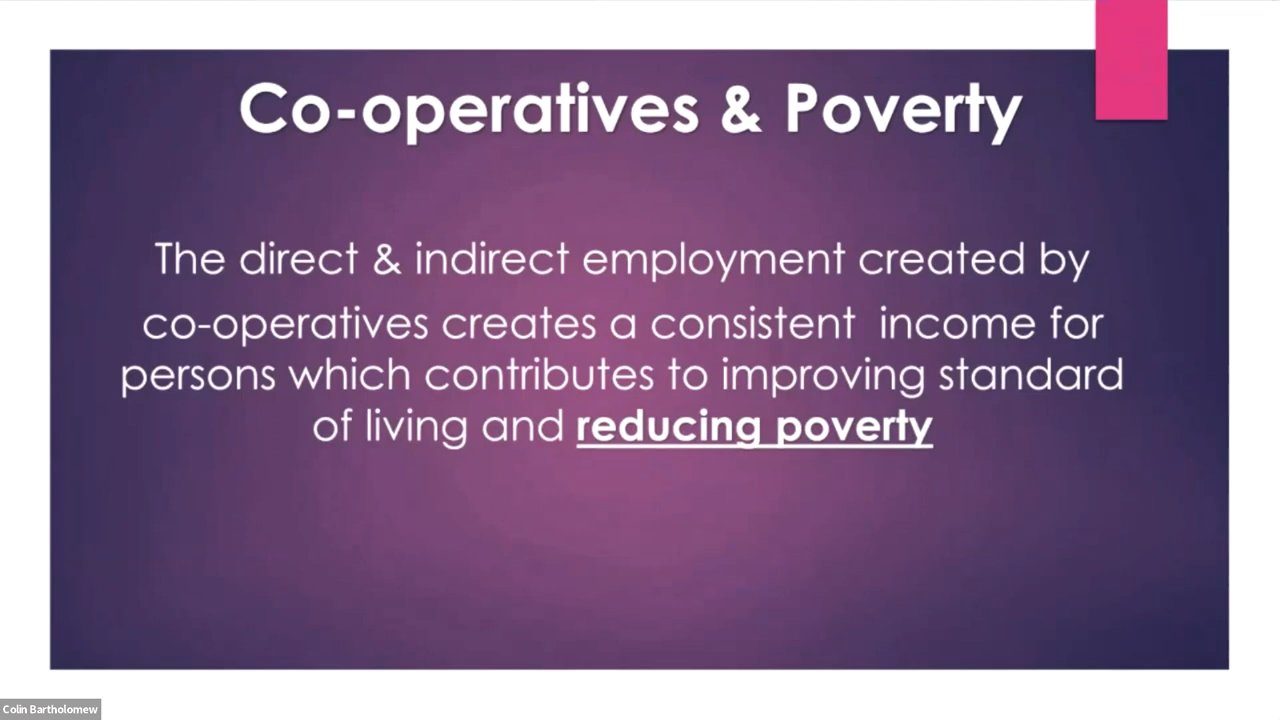 Co-operatives & Poverty
The direct & indirect employment created by
co-operatives creates a consistent  income for
persons which contributes to improving standard
of living and reducing poverty
Colin Bartholomew